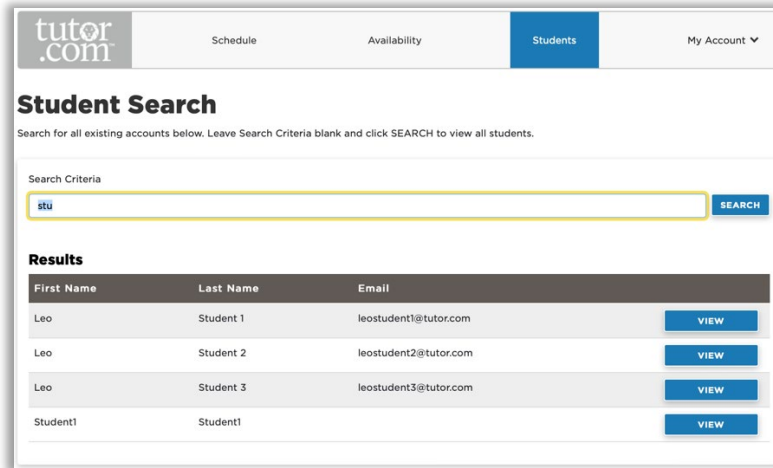 tutor
.com
Schedule Availability Students My Account
Student Search
Search for all existing accounts below. Leave Search Criteria blank and click SEARCH to view all students.
Search Criteria
stu SEARCH
Results
First Name Last Name Email
Leo Student 1 leostudent1@tutor.com VIEW
Leo Student 2 leostudent2@tutor.com VIEW
Leo Student 3 leostudent3@tutor.com VIEW
Student1 Student1 VIEW